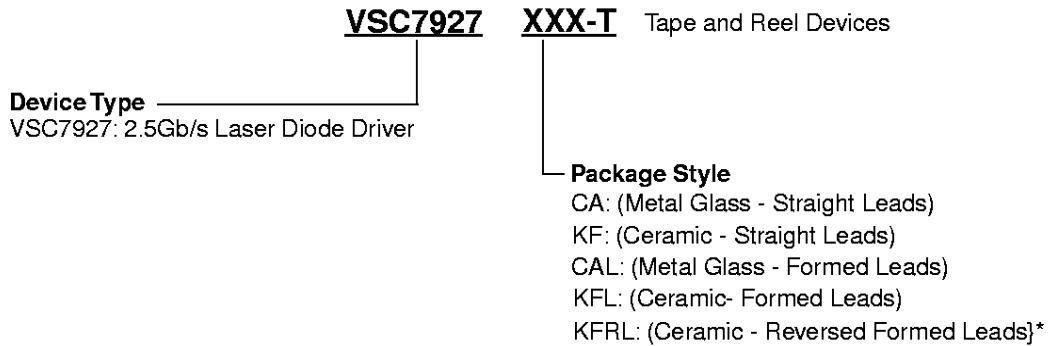 VSC7927 XXX-T Tape and Reel Devices
Device Type
VSC7927: 2.5Gb/s Laser Diode Driver
Package Style
CA: (Metal Glass - Straight Leads)
KF: (Ceramic - Straight Leads)
CAL: (Metal Glass - Formed Leads)
KFL: (Ceramic- Formed Leads)
KFRL: (Ceramic - Reversed Formed Leads}*